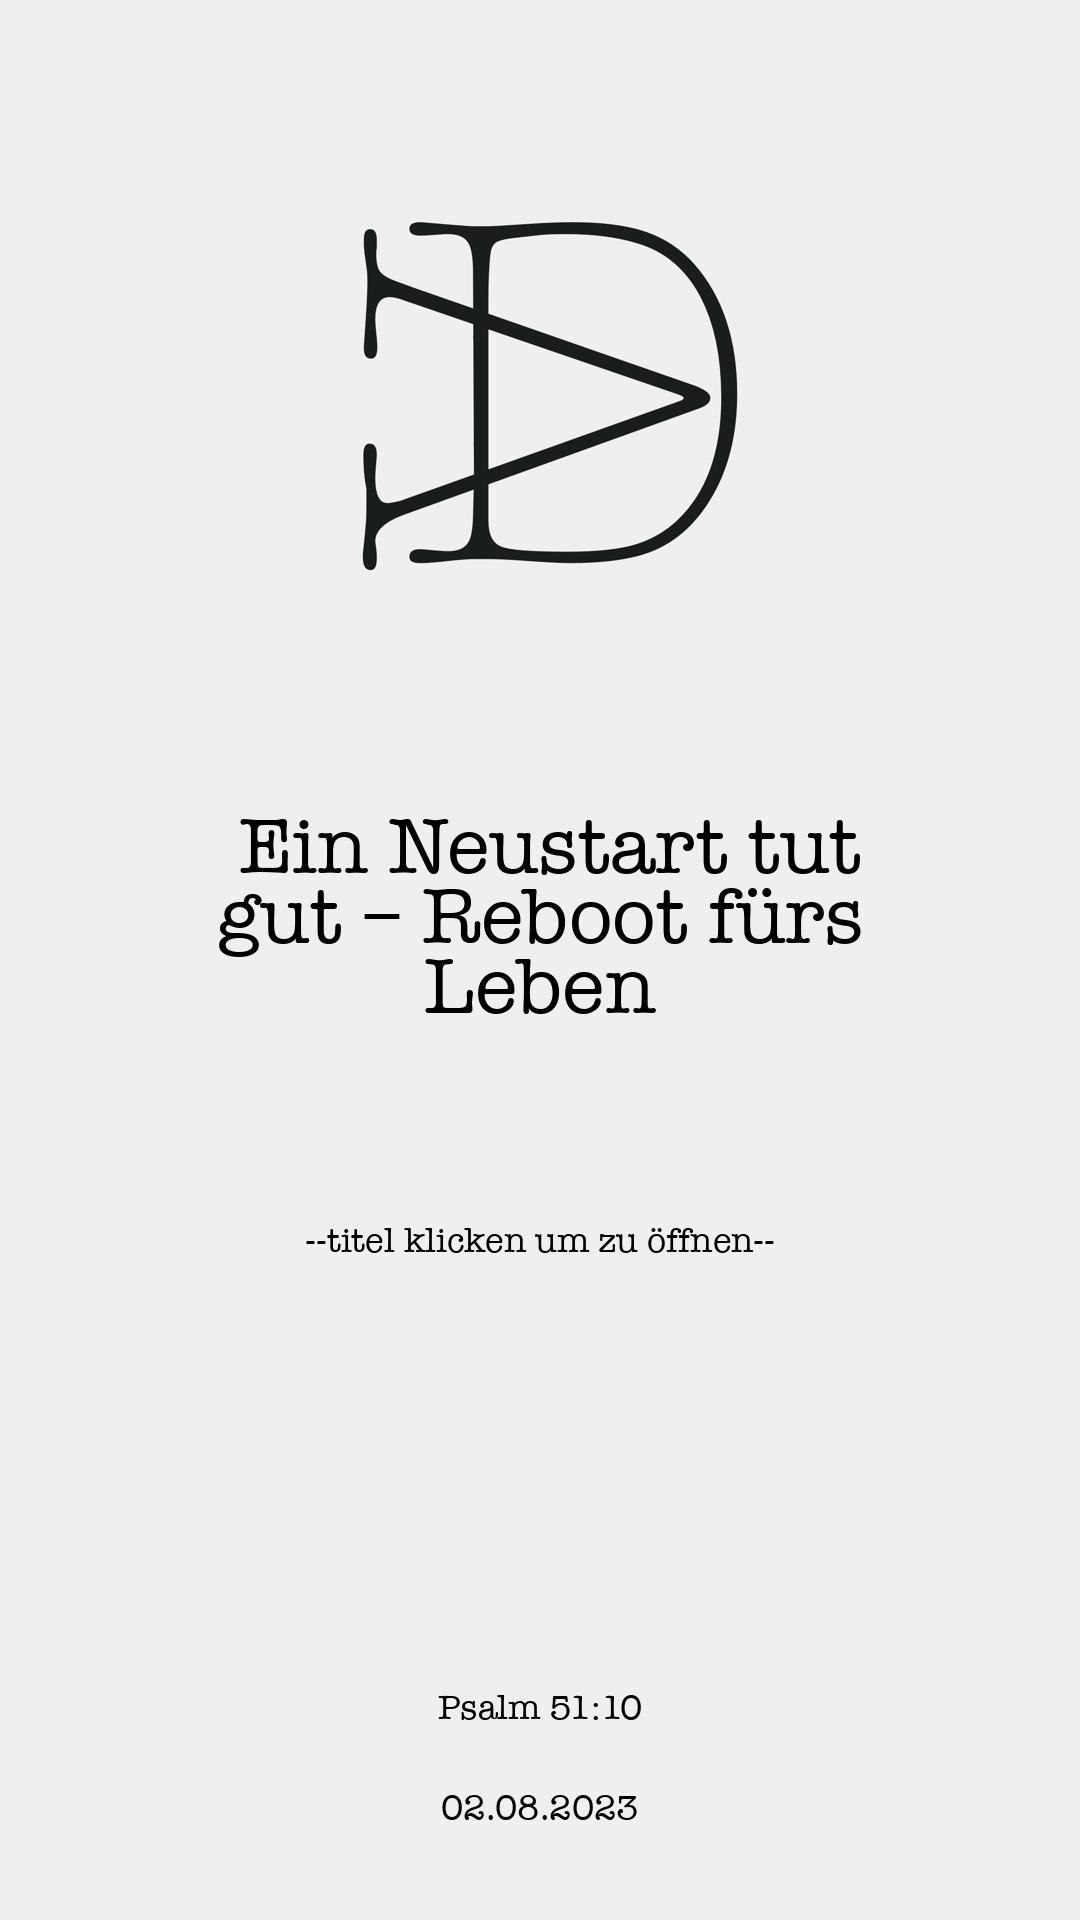 Ein Neustart tut
gut – Reboot fürs
Leben
--titel klicken um zu öffnen--
Psalm 51:10
02.08.2023